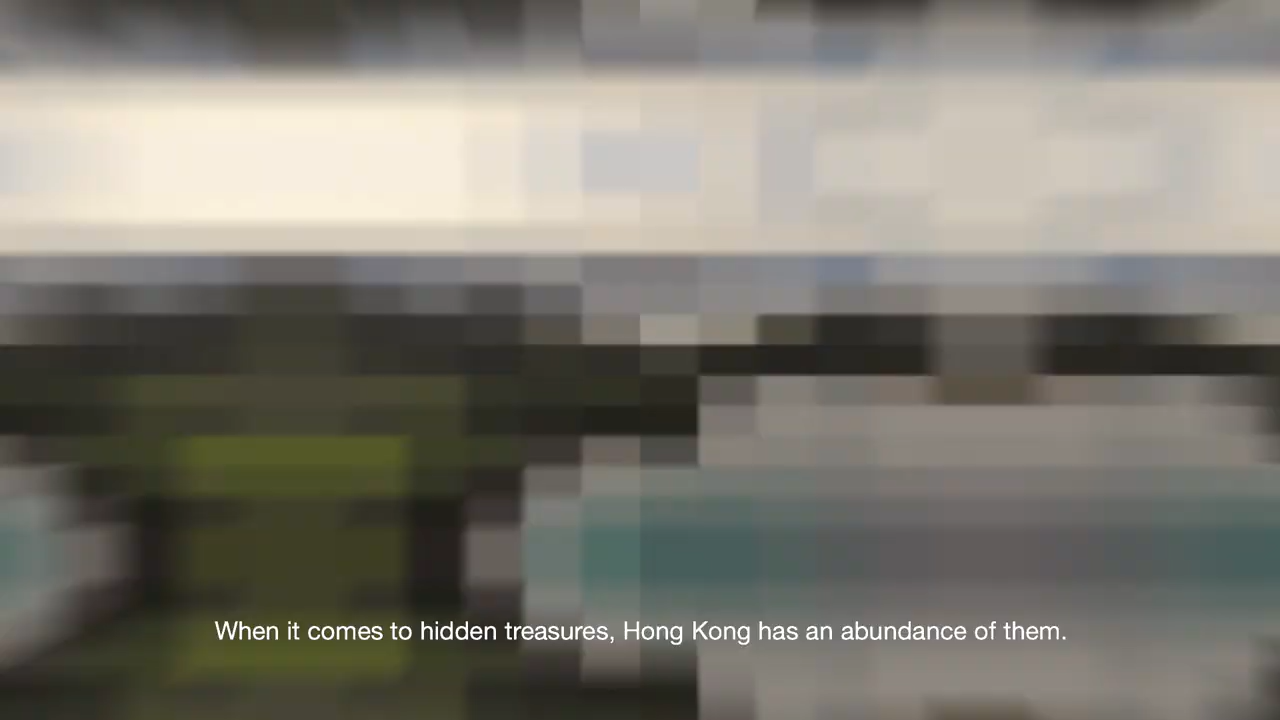 When it comes to hidden treasures, Hong Kong has an abundance of them.